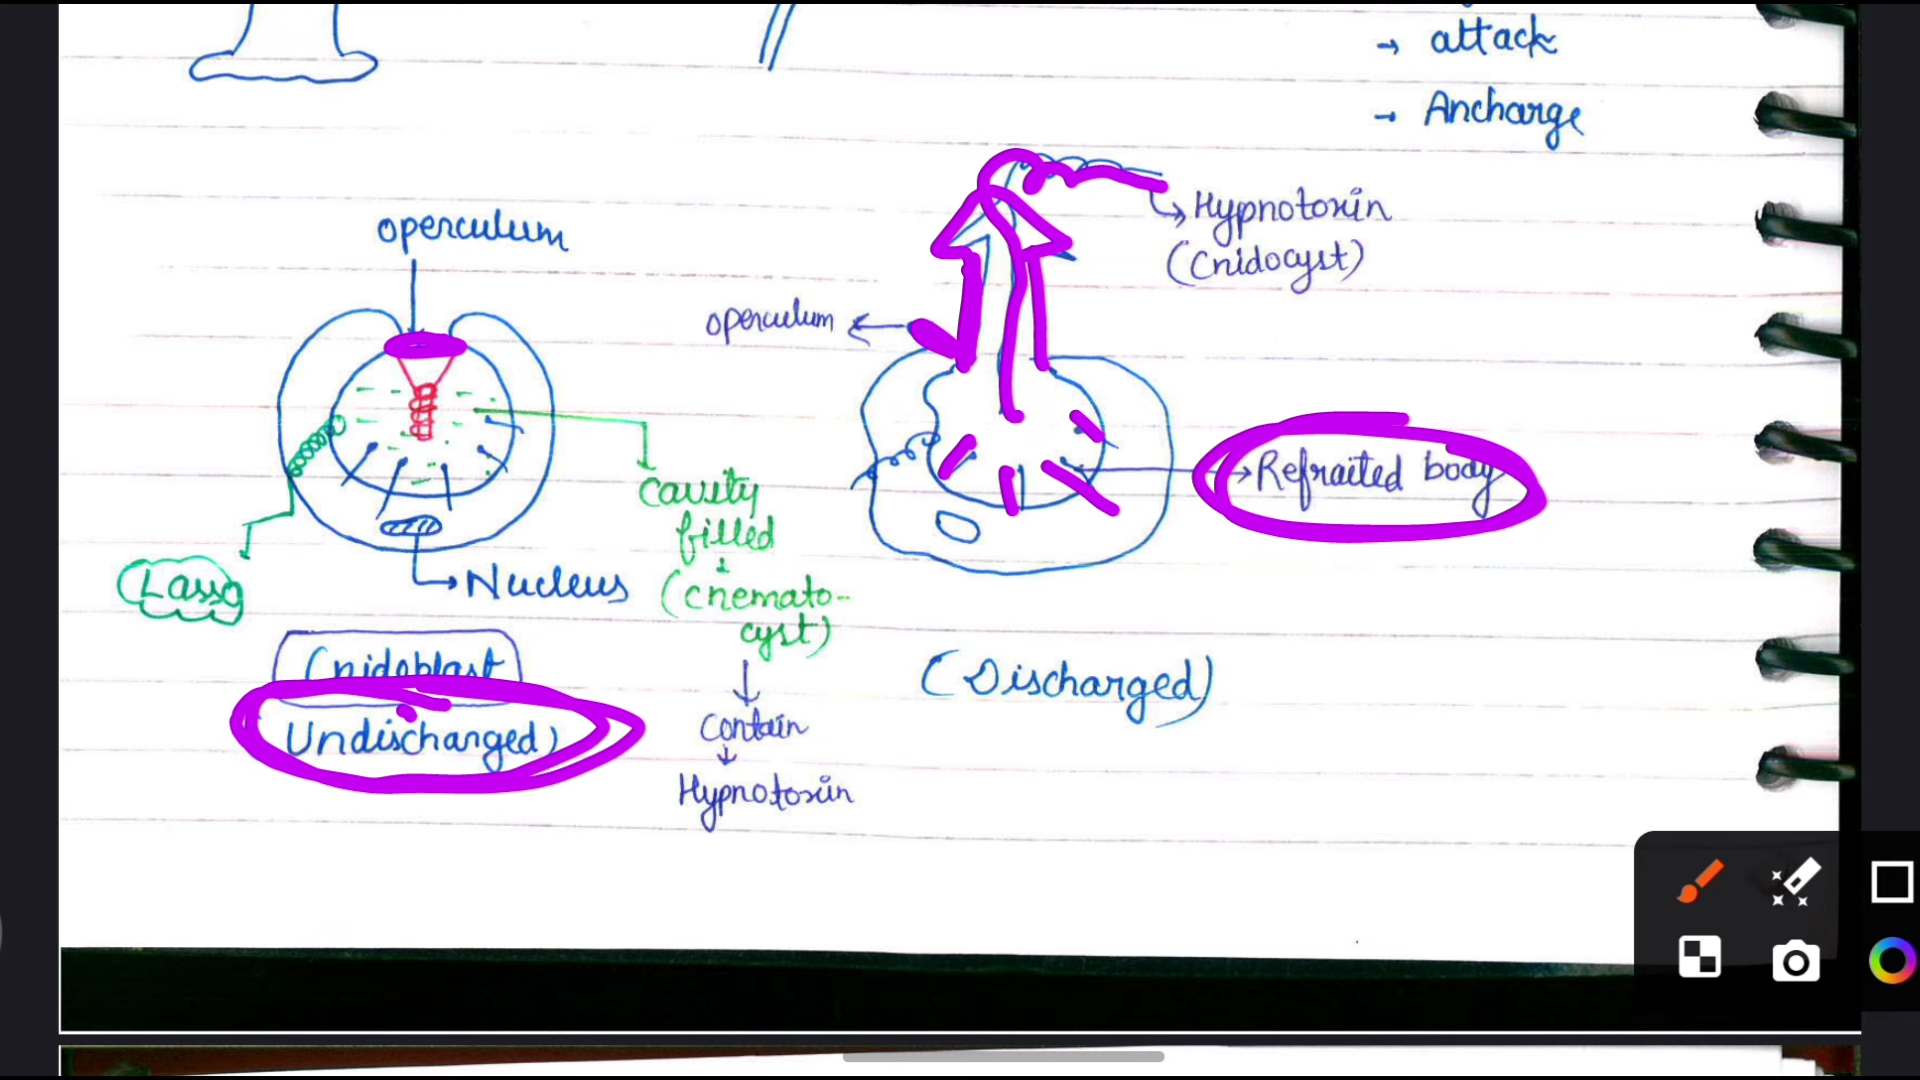 → attack
→ Ancharge
operculum
Hypnotoxin
(Cnidocyst)
operculum
Refraited body
Cavity
filled
(cnemato-
cyst)
Lasso
Nucleus
Cnidoblast
Undischarged)
(Discharged)
Contain
Hypnotoxin